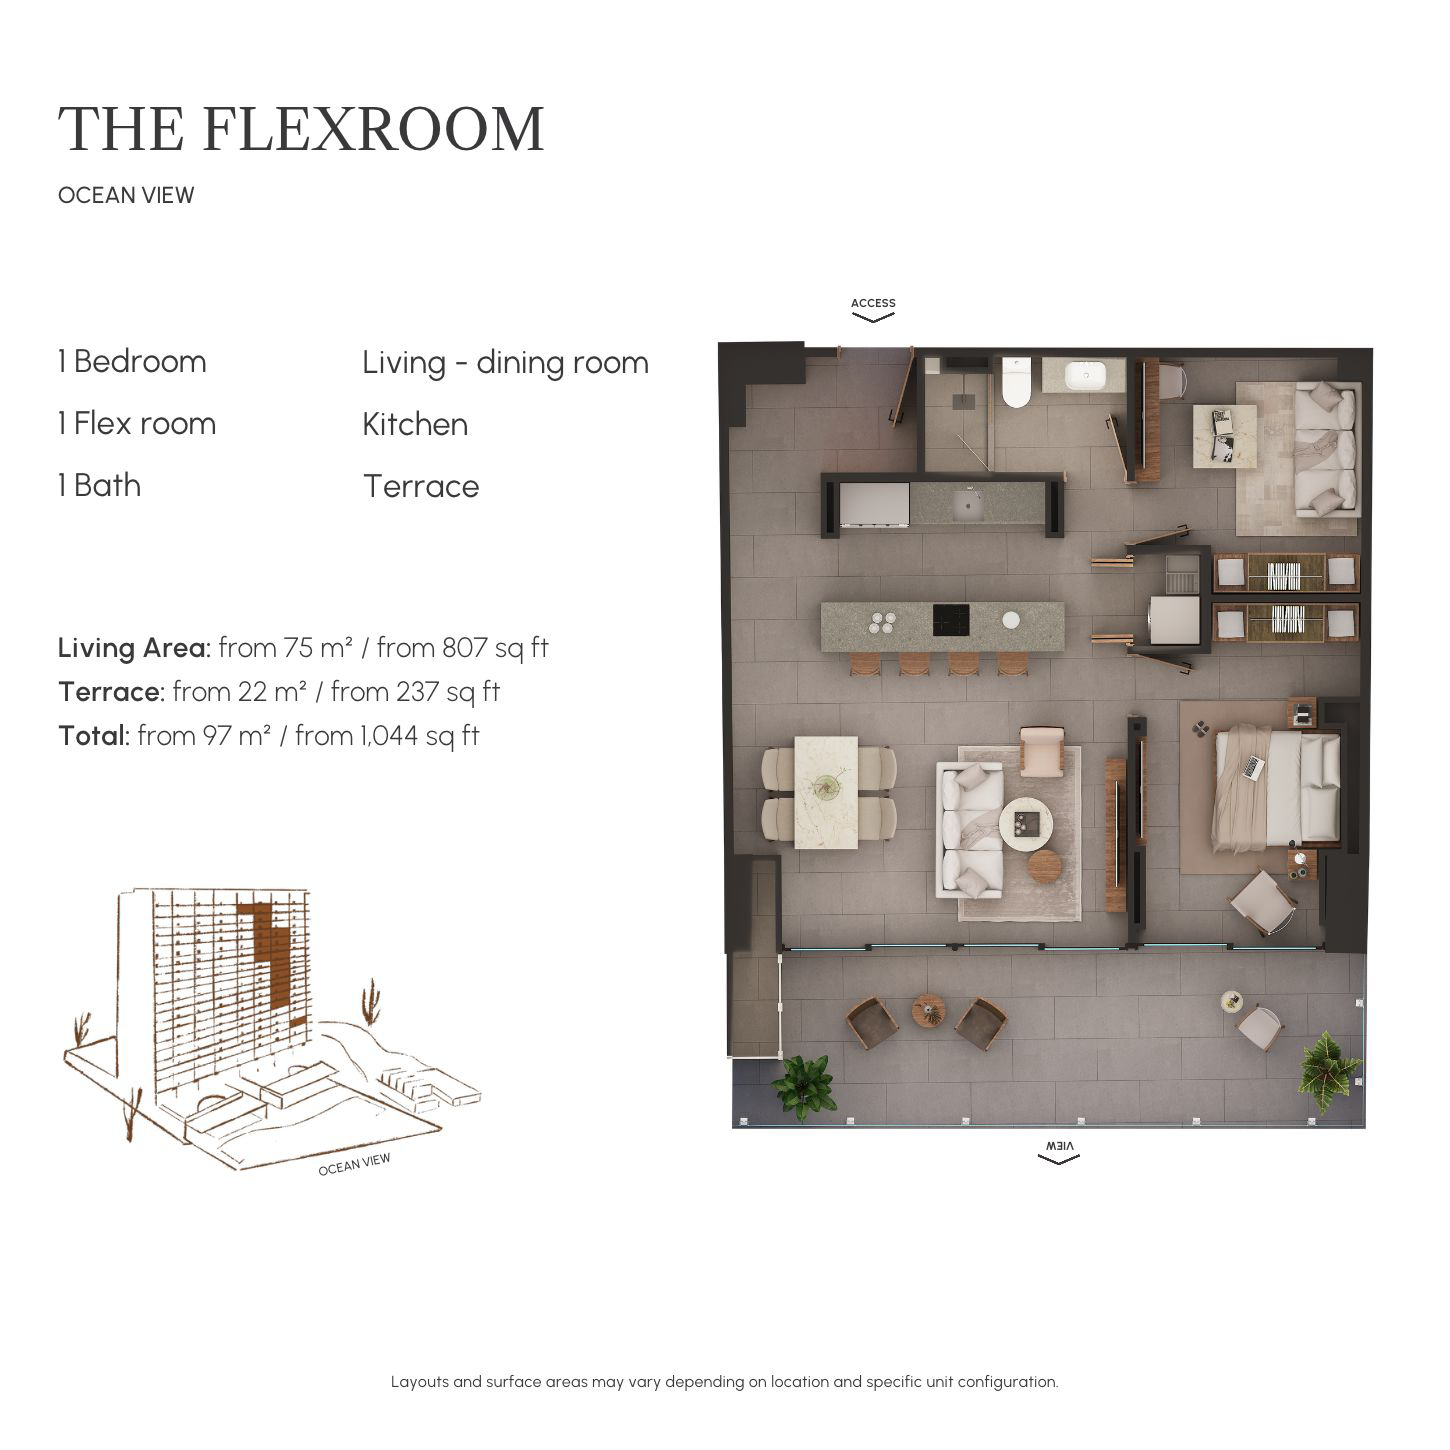 THE FLEXROOM
OCEAN VIEW
1 Bedroom
1 Flex room
1 Bath
Living - dining room
Kitchen
Terrace
Living Area: from 75 m² / from 807 sq ft
Terrace: from 22 m² / from 237 sq ft
Total: from 97 m² / from 1,044 sq ft
ACCESS
VIEW
OCEAN VIEW
Layouts and surface areas may vary depending on location and specific unit configuration.